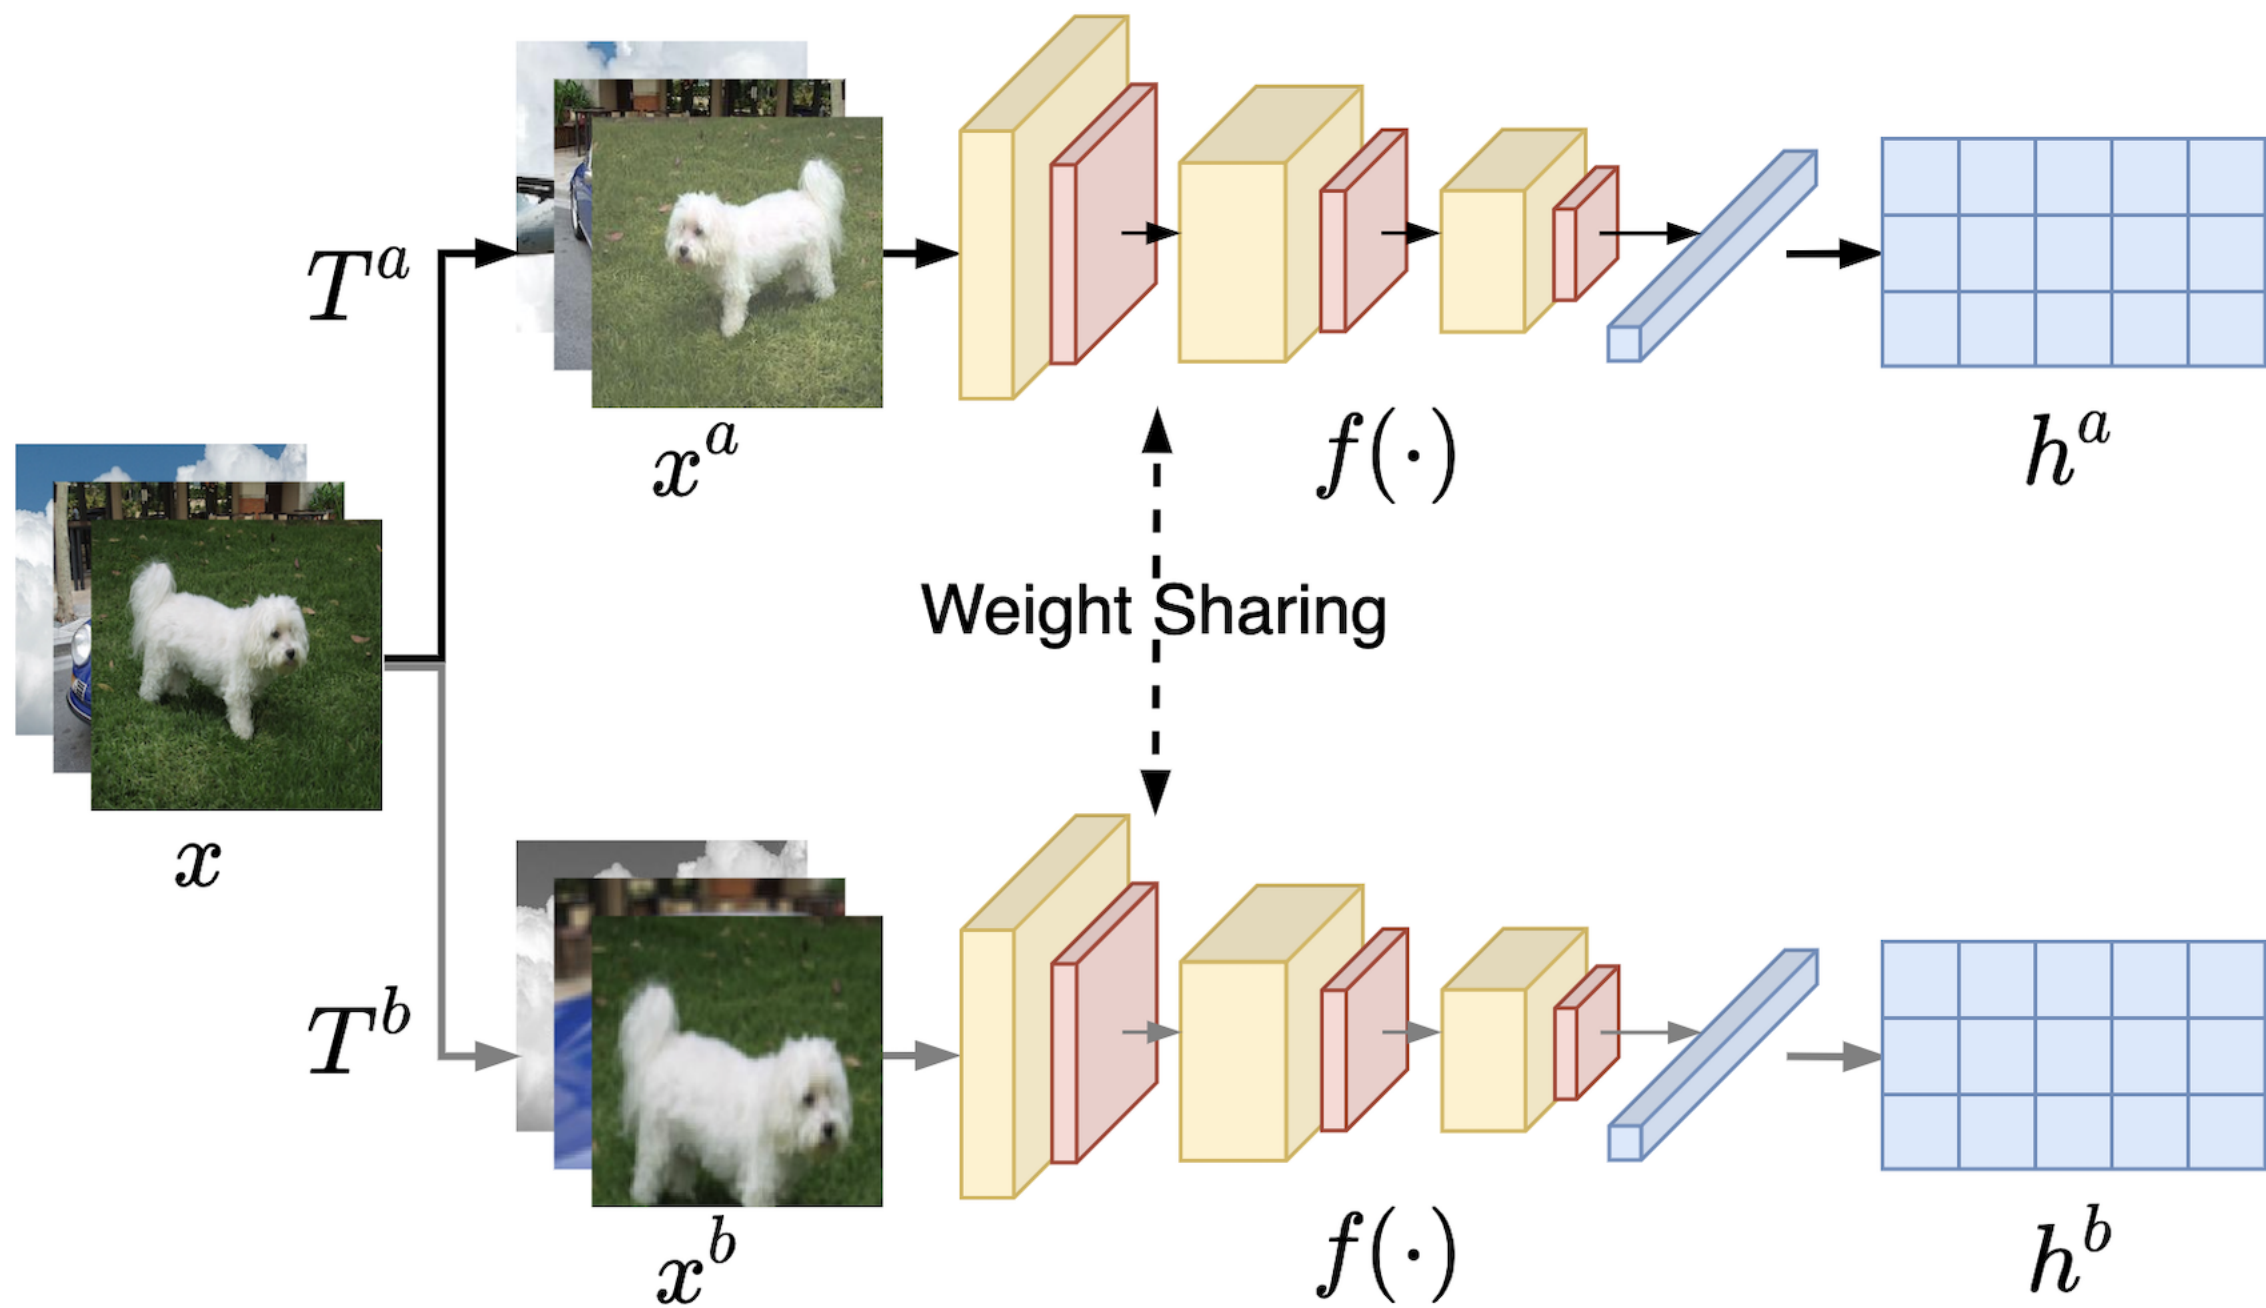 T^a
x^a
f(·)
h^a
Weight Sharing
x
T^b
x^b
f(·)
h^b